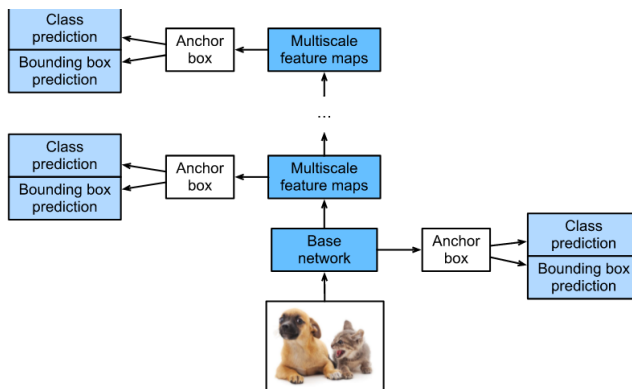 Class
prediction
Bounding box
prediction
Anchor
box
Multiscale
feature maps
...
Class
prediction
Bounding box
prediction
Anchor
box
Multiscale
feature maps
Base
network
Anchor
box
Class
prediction
Bounding box
prediction